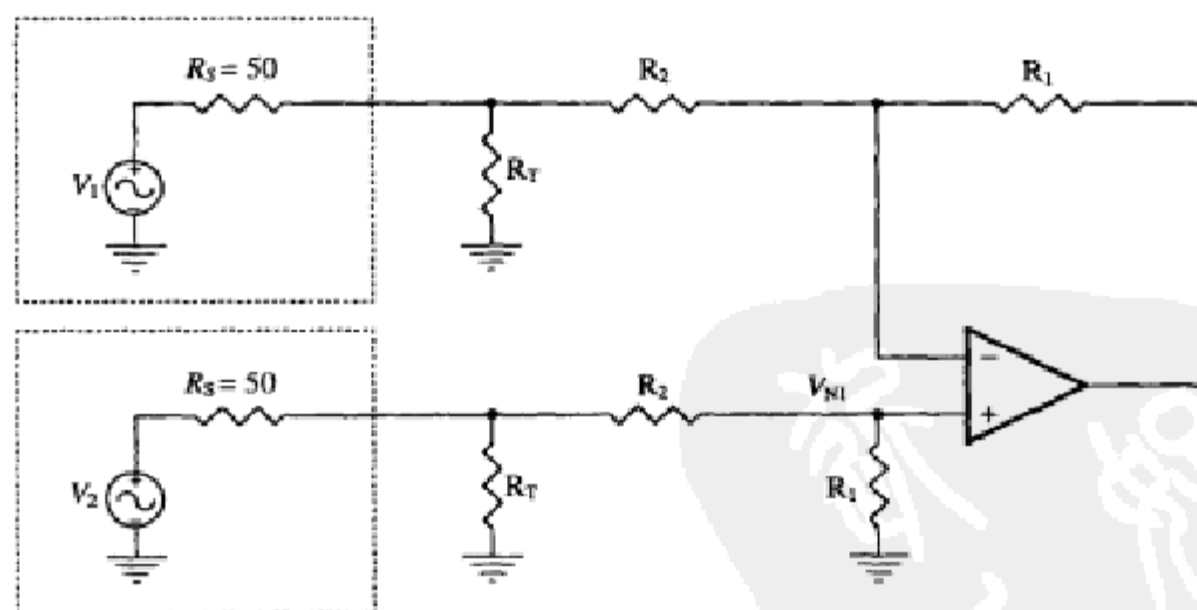 R_S = 50
R_2
R_1
V_1
R_T
R_S = 50
R_2
V_N1
V_2
R_T
R_1